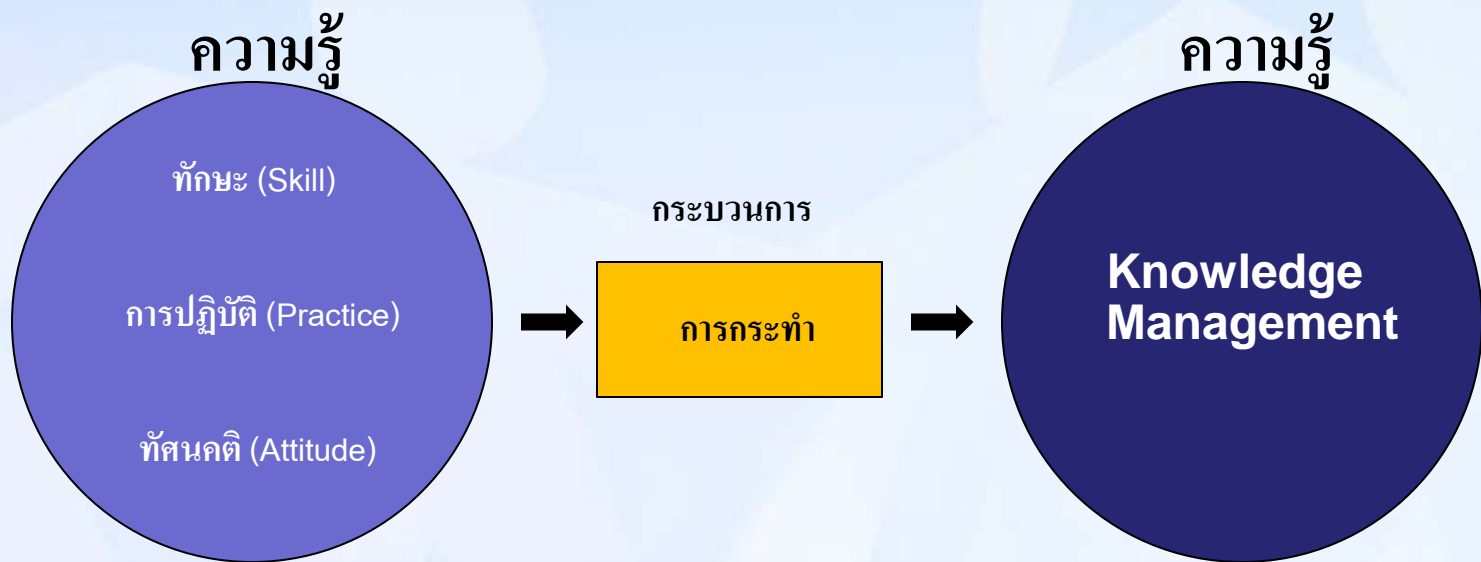 ความรู้
ทักษะ (Skill)
การปฏิบัติ (Practice)
ทัศนคติ (Attitude)
กระบวนการ
การกระทำ
ความรู้
Knowledge
Management